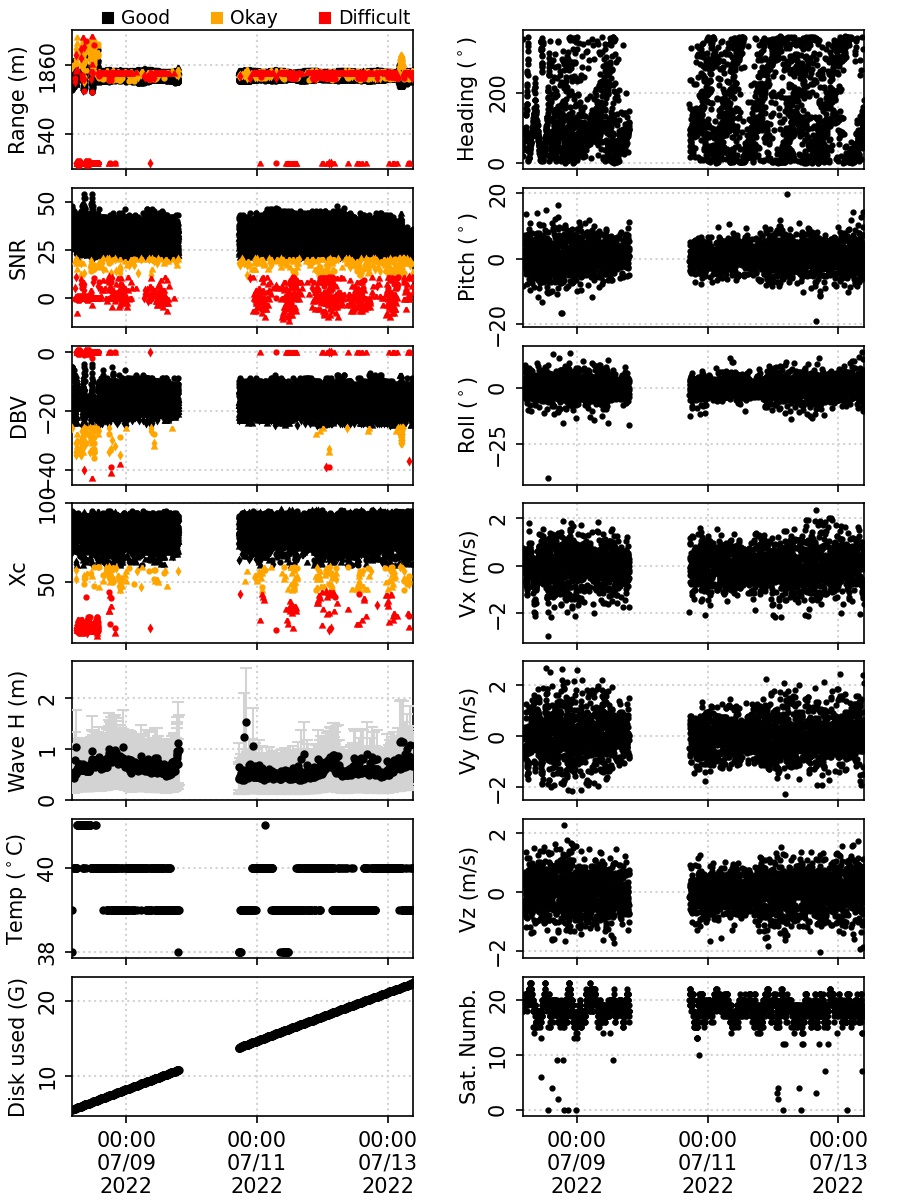 Good Okay Difficult
Range (m)
1860
540
Heading (°)
200
0
SNR
50
25
0
Pitch (°)
20
0
−20
DBV
0
−20
−40
Roll (°)
0
−25
Xc
100
50
Vx (m/s)
2
0
−2
Wave H (m)
2
1
0
Vy (m/s)
2
0
−2
Temp (°C)
40
38
Vz (m/s)
2
0
−2
Disk used (G)
20
10
Sat. Numb.
20
10
0
00:00 00:00 00:00 00:00 00:00 00:00
07/09 07/11 07/13 07/09 07/11 07/13
2022 2022 2022 2022 2022 2022